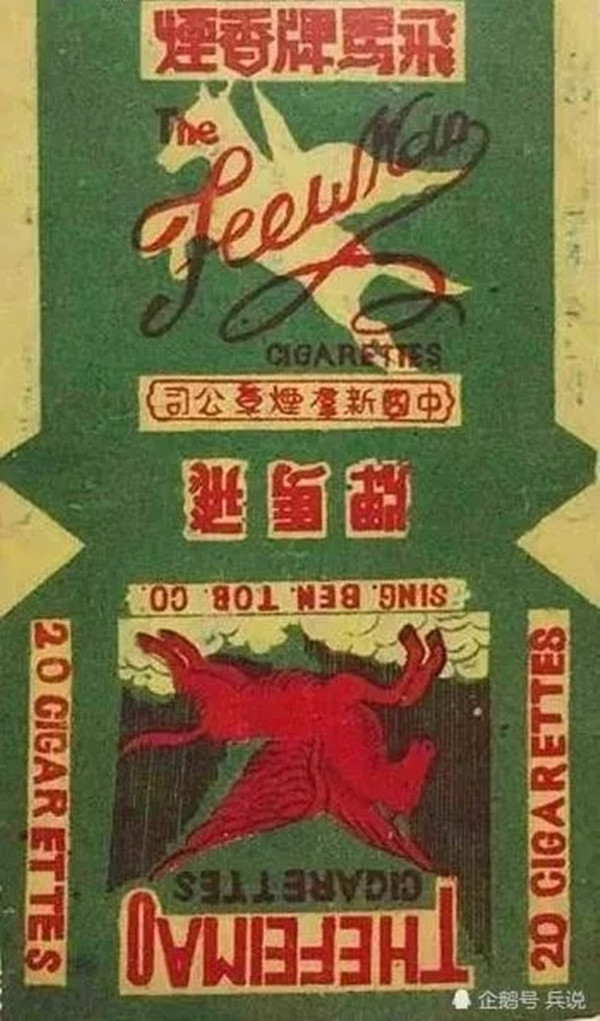 飛馬牌香煙
The
CIGARETTES
中國新羣煙草公司
飛馬牌
SING. BEN. TOB. CO.
CIGARETTES
THEFEIMAO
20 CIGARETTES
20 CIGARETTES
企鹅号 兵说